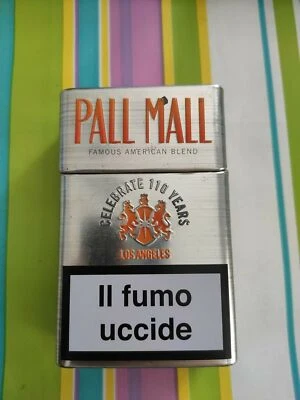 PALL MALL
FAMOUS AMERICAN BLEND
CELEBRATE 110 YEARS
LOS ANGELES
Il fumo
uccide